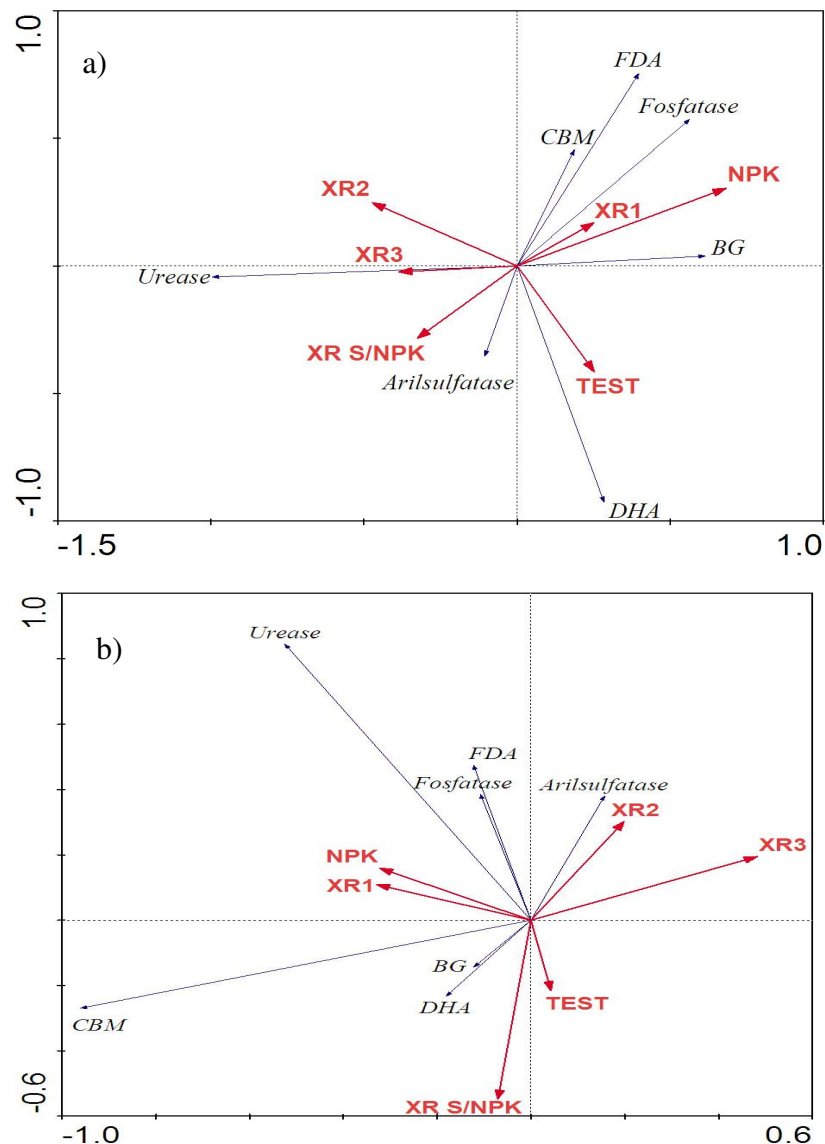 1.0
a)
FDA
Fosfatase
CBM
NPK
XR2
XR1
BG
XR3
Urease
XR S/NPK
Arilsulfatase
TEST
DHA
-1.0
-1.5
1.0
1.0
b)
Urease
FDA
Fosfatase
Arilsulfatase
XR2
XR3
NPK
XR1
BG
DHA
TEST
CBM
XR S/NPK
-0.6
-1.0
0.6